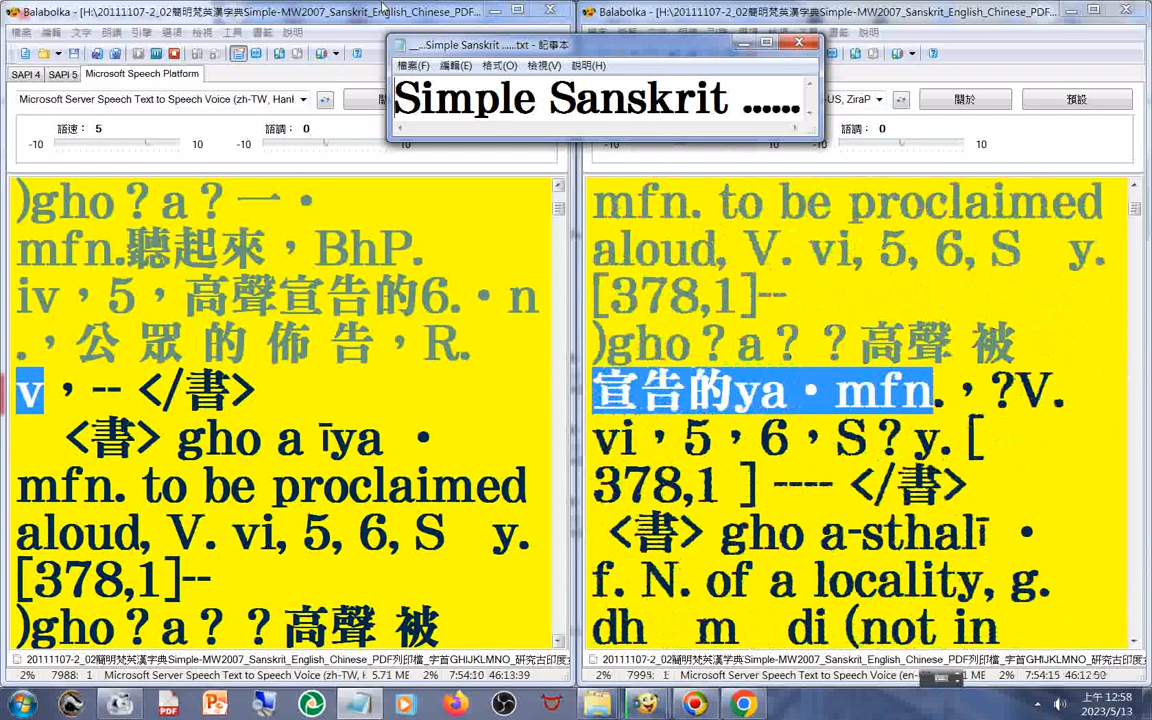 Balabolka - [H:\20111107-2_02簡明梵英漢字典Simple-MW2007_Sanskrit_English_Chinese_PDF...
檔案 編輯 文字 朗讀 引擎 選項 檢視 工具 書籤 說明
SAPI 4 SAPI 5 Microsoft Speech Platform
Microsoft Server Speech Text to Speech Voice (zh-TW, HanH
語速： 5 語調： 0
-10 10 -10
)gho？a？一・
mfn.聽起來，BhP.
iv，5，高聲宣告的6.・n
.，公眾的佈告，R.
v，-- </書>
<書> gho a īya ・
mfn. to be proclaimed
aloud, V. vi, 5, 6, S y.
[378,1]--
)gho？a？？高聲 被
20111107-2_02簡明梵英漢字典Simple-MW2007_Sanskrit_English_Chinese_PDF列印檔_字首GHIJKLMNO_研究古印度
2% 7988: 1 Microsoft Server Speech Text to Speech Voice (zh-TW, H 5.71 MB 2% 7:54:10 46:13:39
__...Simple Sanskrit ......txt - 記事本
檔案(F) 編輯(E) 格式(O) 檢視(V) 說明(H)
Simple Sanskrit ......
Balabolka - [H:\20111107-2_02簡明梵英漢字典Simple-MW2007_Sanskrit_English_Chinese_PDF...
-US, ZiraP 關於 預設
語調： 0
-10 10
mfn. to be proclaimed
aloud, V. vi, 5, 6, S y.
[378,1]--
)gho？a？？高聲 被
宣告的ya・mfn.，?V.
vi，5，6，S？y. [
378,1 ] ---- </書>
<書> gho a-sthalī ・
f. N. of a locality, g.
dh m di (not in
20111107-2_02簡明梵英漢字典Simple-MW2007_Sanskrit_English_Chinese_PDF列印檔_字首GHIJKLMNO_研究古印度
2% 7995: 1 Microsoft Server Speech Text to Speech Voice (en-U MB 2% 7:54:15
上午 12:58
2023/5/13